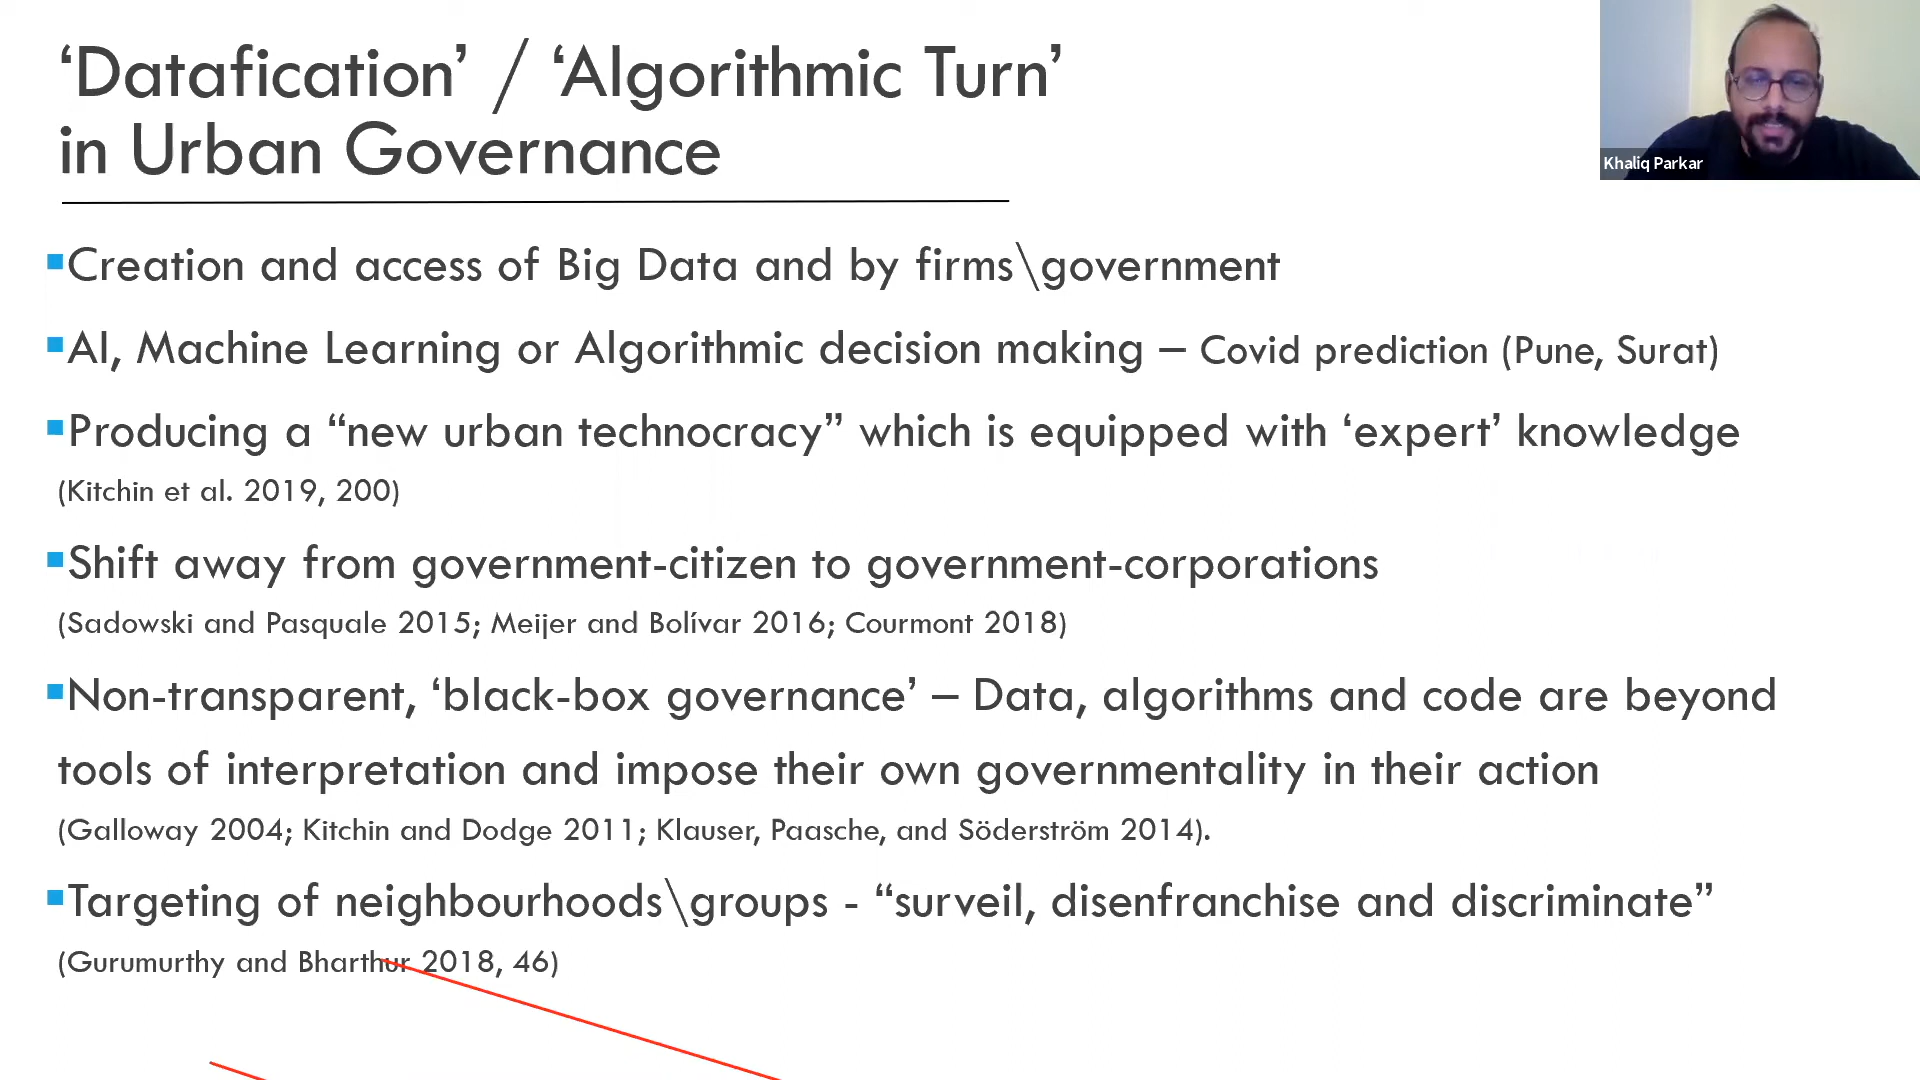 ‘Datafication’ / ‘Algorithmic Turn’
in Urban Governance
Khaliq Parkar
▪Creation and access of Big Data and by firms\government
▪AI, Machine Learning or Algorithmic decision making – Covid prediction (Pune, Surat)
▪Producing a “new urban technocracy” which is equipped with ‘expert’ knowledge
(Kitchin et al. 2019, 200)
▪Shift away from government-citizen to government-corporations
(Sadowski and Pasquale 2015; Meijer and Bolívar 2016; Courmont 2018)
▪Non-transparent, ‘black-box governance’ – Data, algorithms and code are beyond
tools of interpretation and impose their own governmentality in their action
(Galloway 2004; Kitchin and Dodge 2011; Klauser, Paasche, and Söderström 2014).
▪Targeting of neighbourhoods\groups - “surveil, disenfranchise and discriminate”
(Gurumurthy and Bharthur 2018, 46)